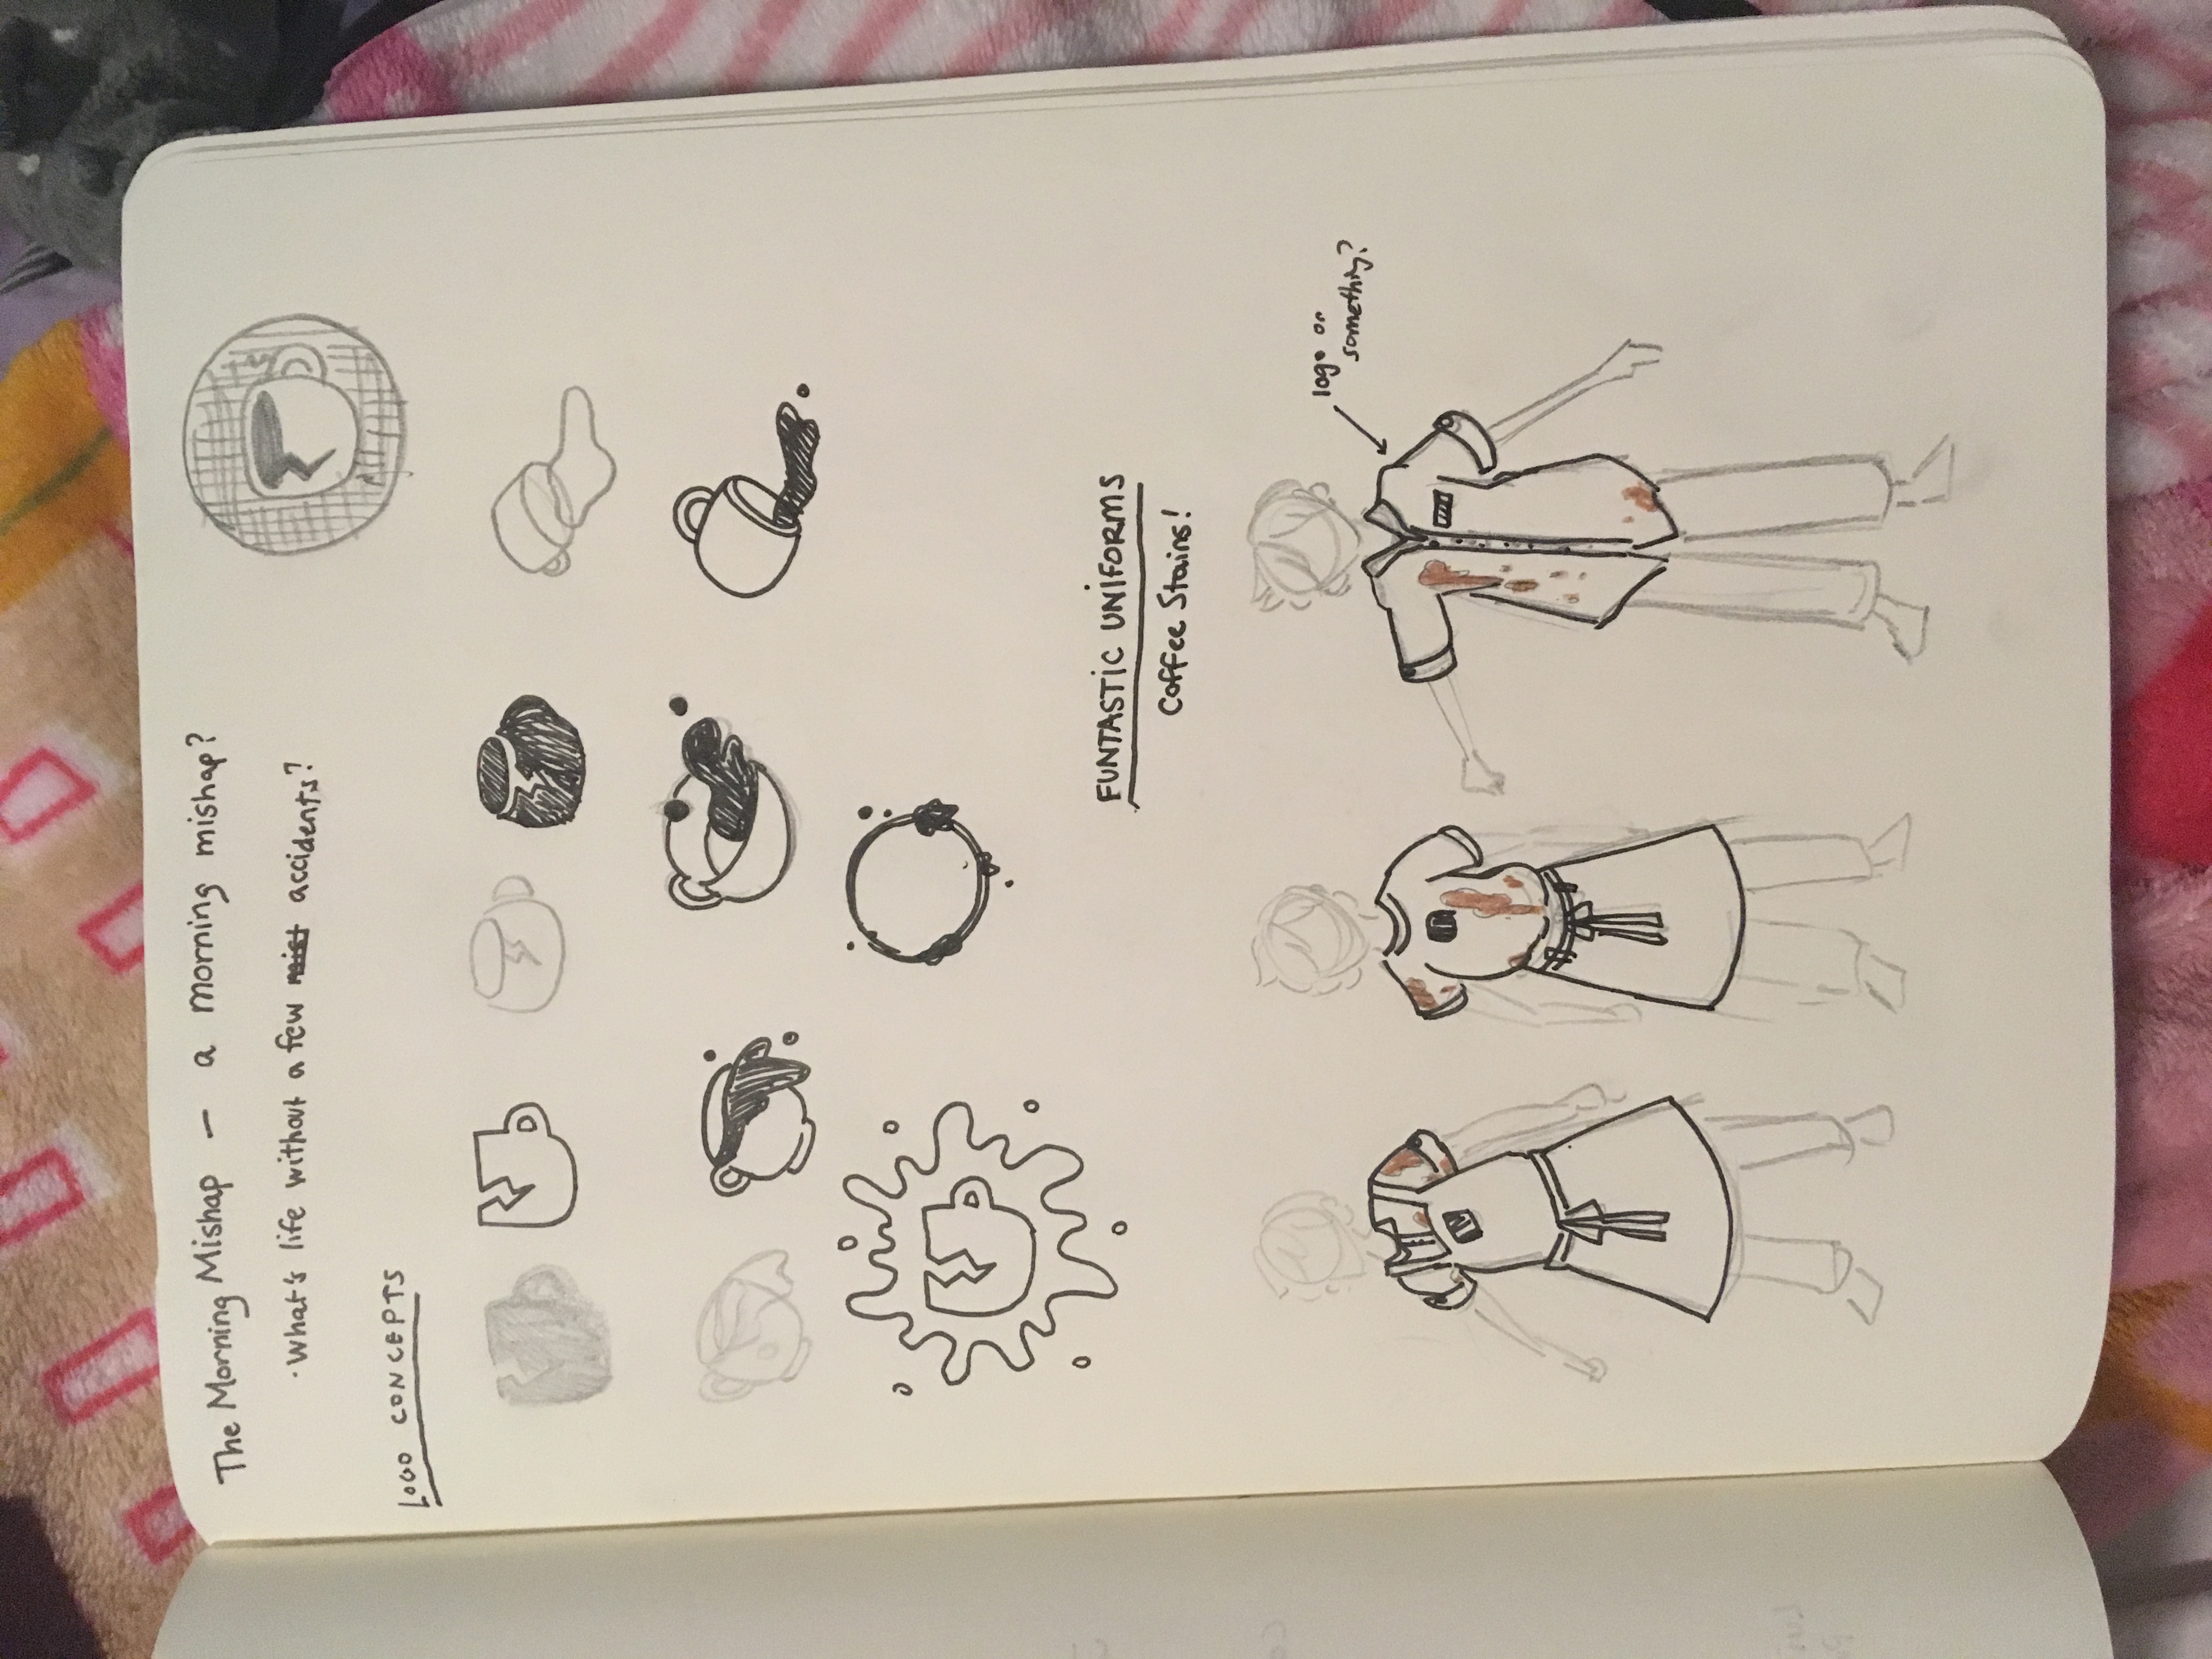 The Morning Mishap — a morning mishap?
·What's life without a few mist accidents?
LOGO CONCEPTS
FUNTASTIC UNIFORMS
Coffee Stains!
logo or
something?